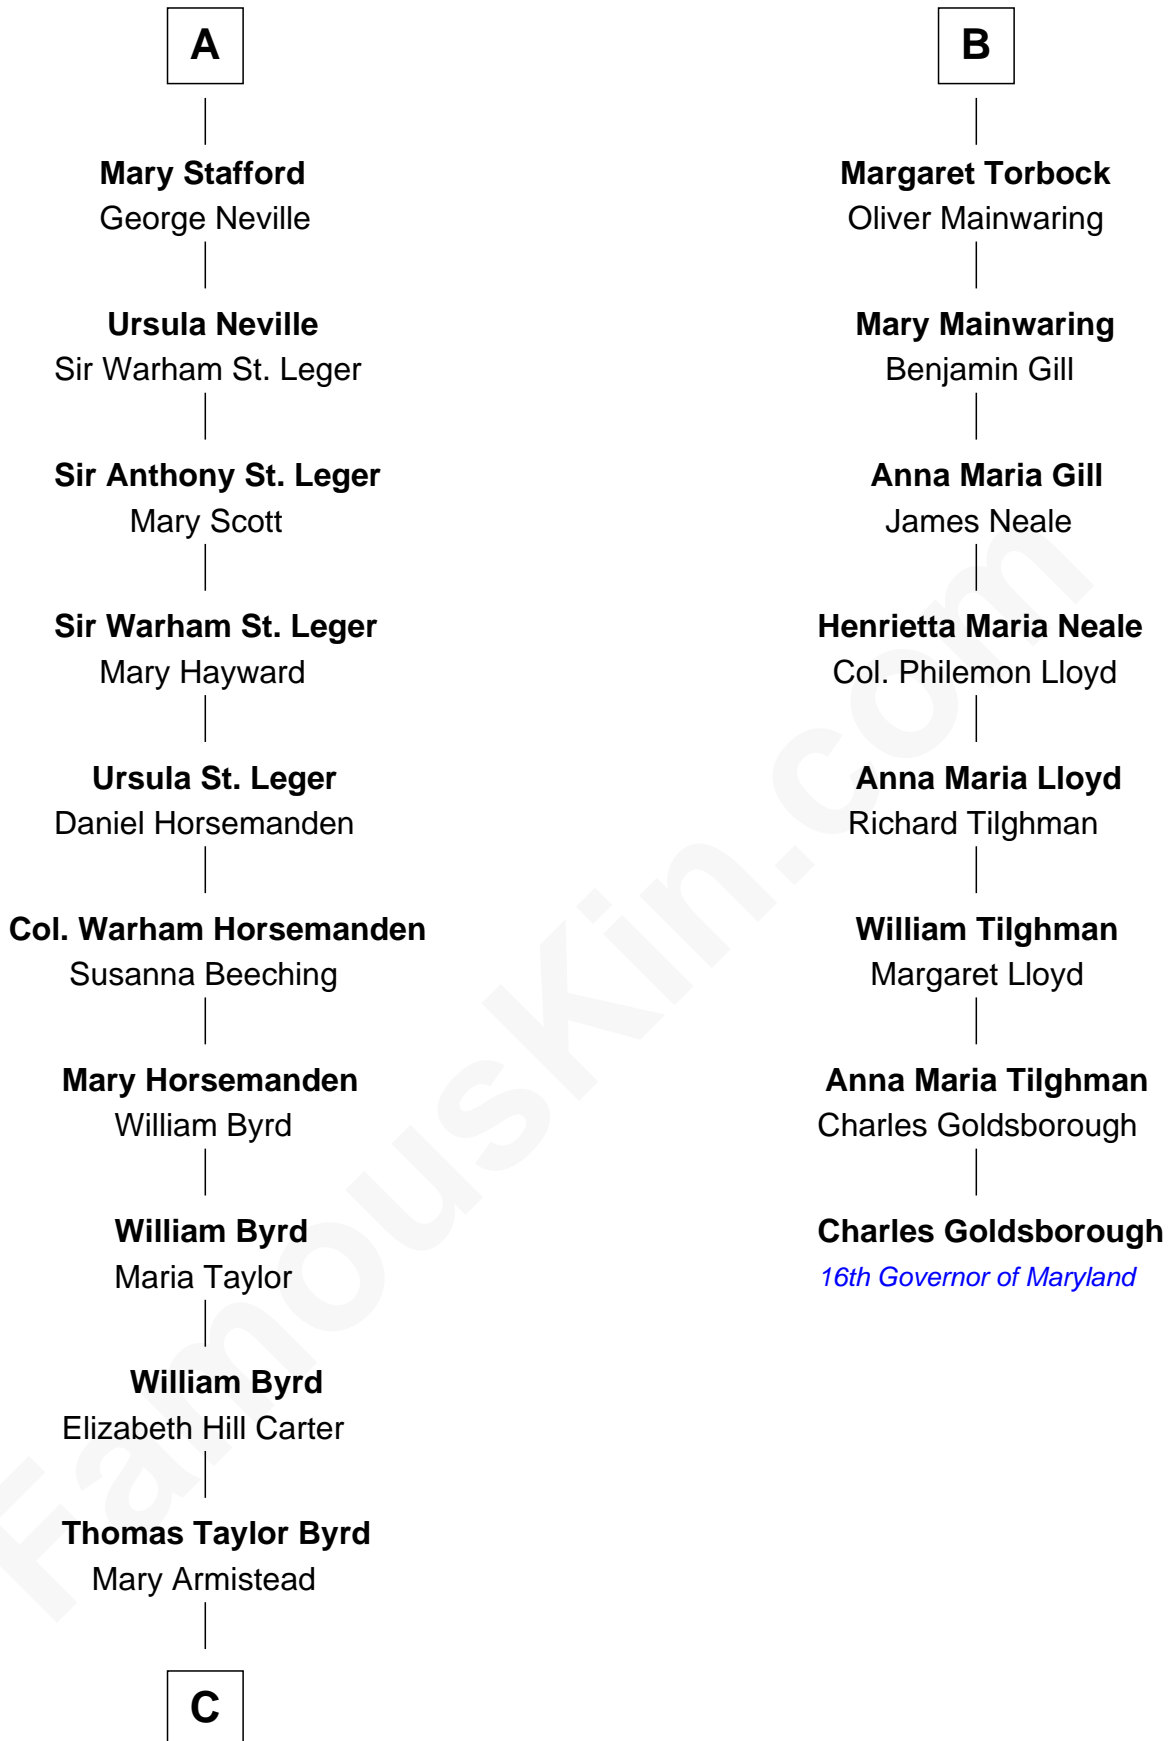 A
Mary Stafford
George Neville
Ursula Neville
Sir Warham St. Leger
Sir Anthony St. Leger
Mary Scott
Sir Warham St. Leger
Mary Hayward
Ursula St. Leger
Daniel Horsemanden
Col. Warham Horsemanden
Susanna Beeching
Mary Horsemanden
William Byrd
William Byrd
Maria Taylor
William Byrd
Elizabeth Hill Carter
Thomas Taylor Byrd
Mary Armistead
C
B
Margaret Torbock
Oliver Mainwaring
Mary Mainwaring
Benjamin Gill
Anna Maria Gill
James Neale
Henrietta Maria Neale
Col. Philemon Lloyd
Anna Maria Lloyd
Richard Tilghman
William Tilghman
Margaret Lloyd
Anna Maria Tilghman
Charles Goldsborough
Charles Goldsborough
16th Governor of Maryland
FamousKin.com